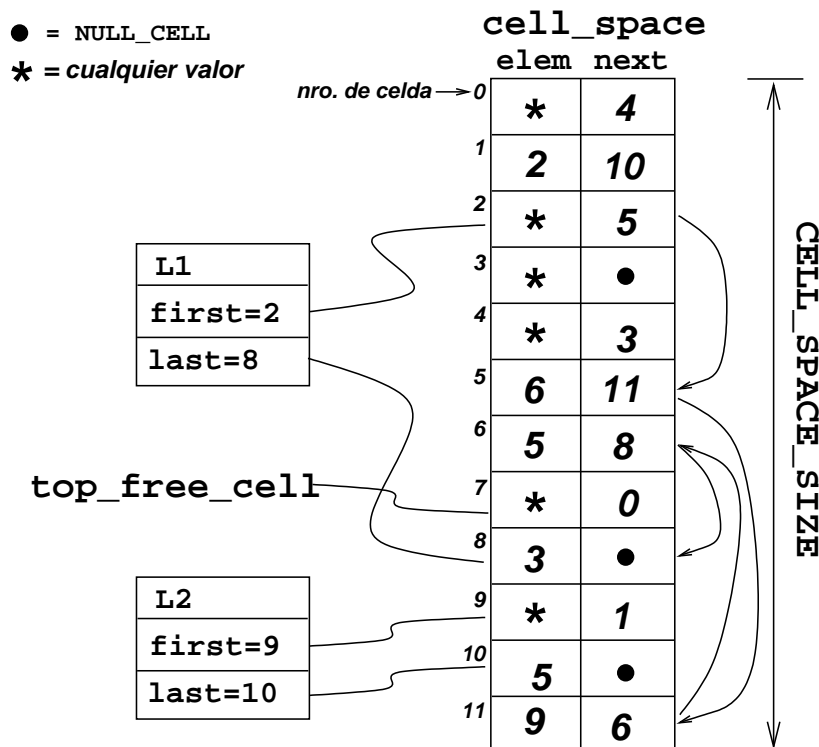 ● = NULL_CELL
* = cualquier valor
cell_space
elem next
nro. de celda
0 * 4
1 2 10
2 * 5
3 * ●
4 * 3
5 6 11
6 5 8
7 * 0
8 3 ●
9 * 1
10 5 ●
11 9 6
L1
first=2
last=8
top_free_cell
L2
first=9
last=10
CELL_SPACE_SIZE